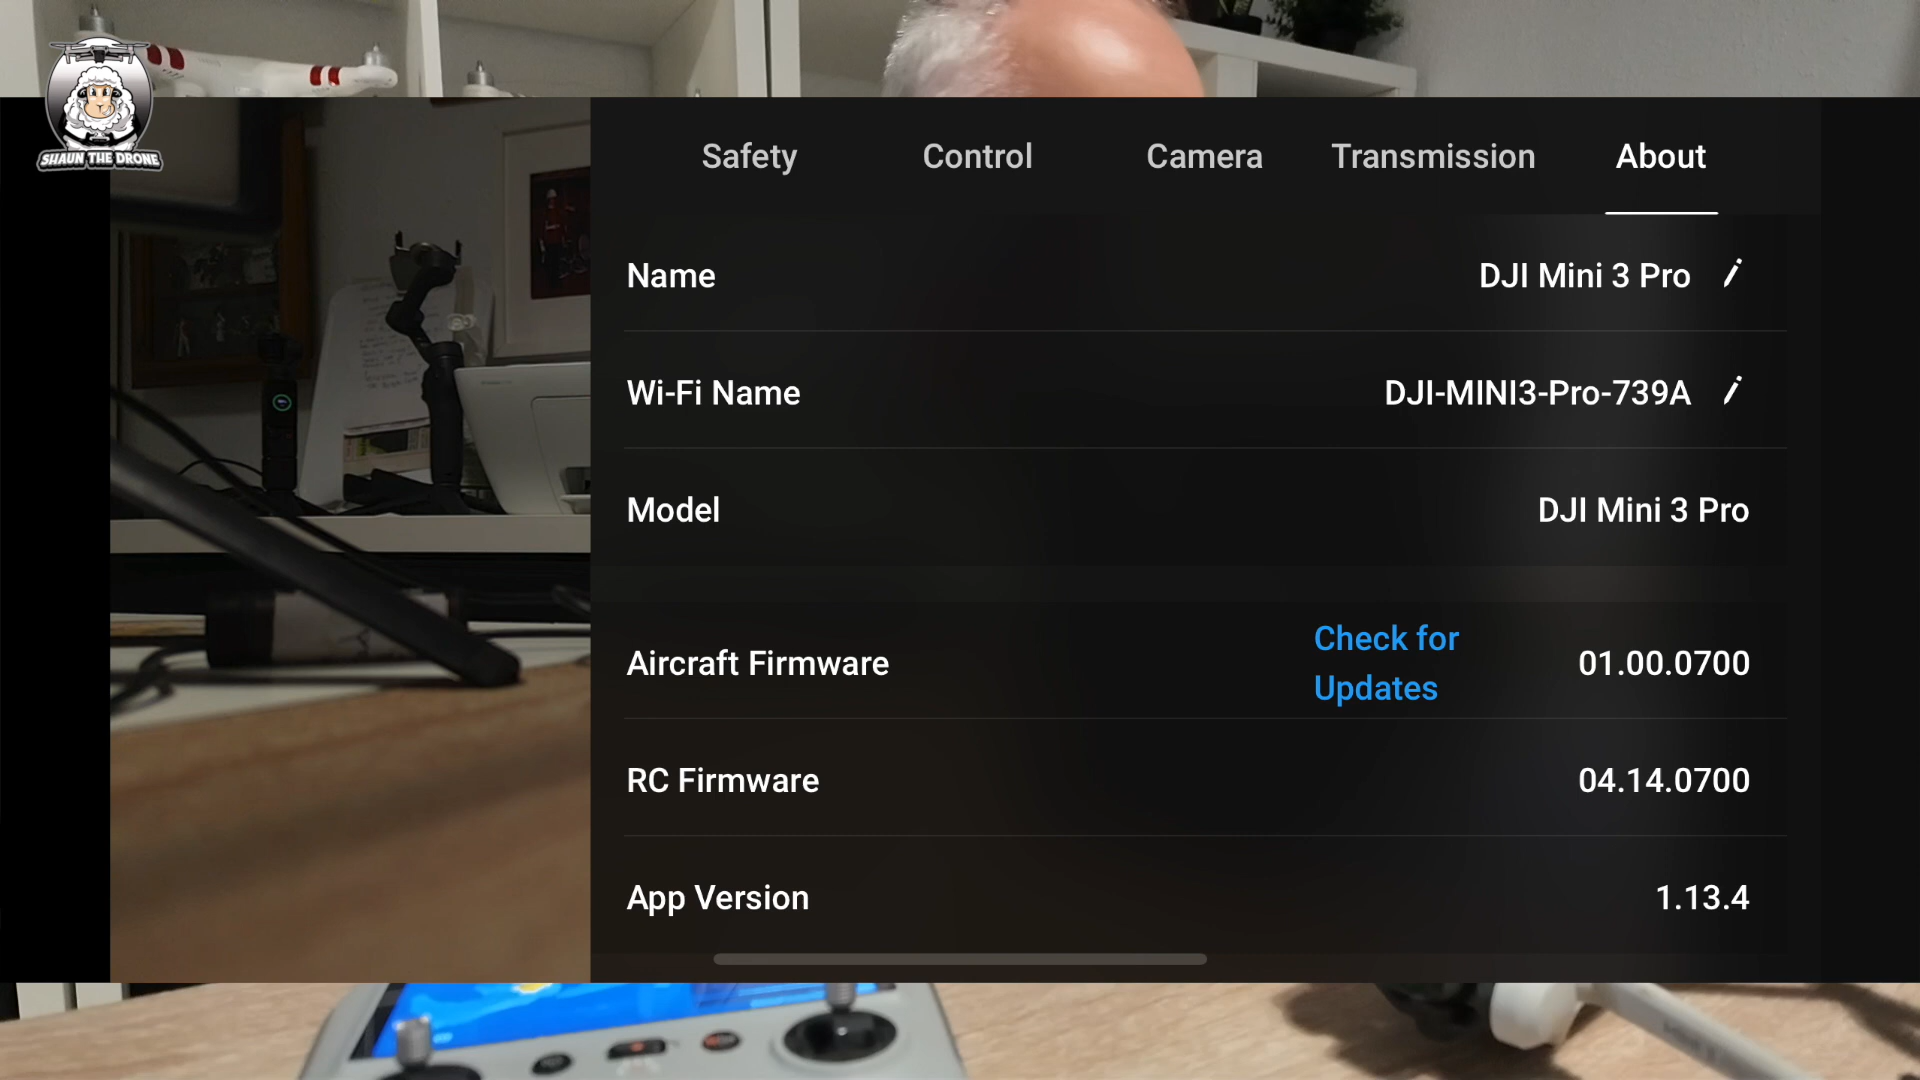 SHAUN THE DRONE
Safety
Control
Camera
Transmission
About
Name
DJI Mini 3 Pro
Wi-Fi Name
DJI-MINI3-Pro-739A
Model
DJI Mini 3 Pro
Aircraft Firmware
Check for
Updates
01.00.0700
RC Firmware
04.14.0700
App Version
1.13.4